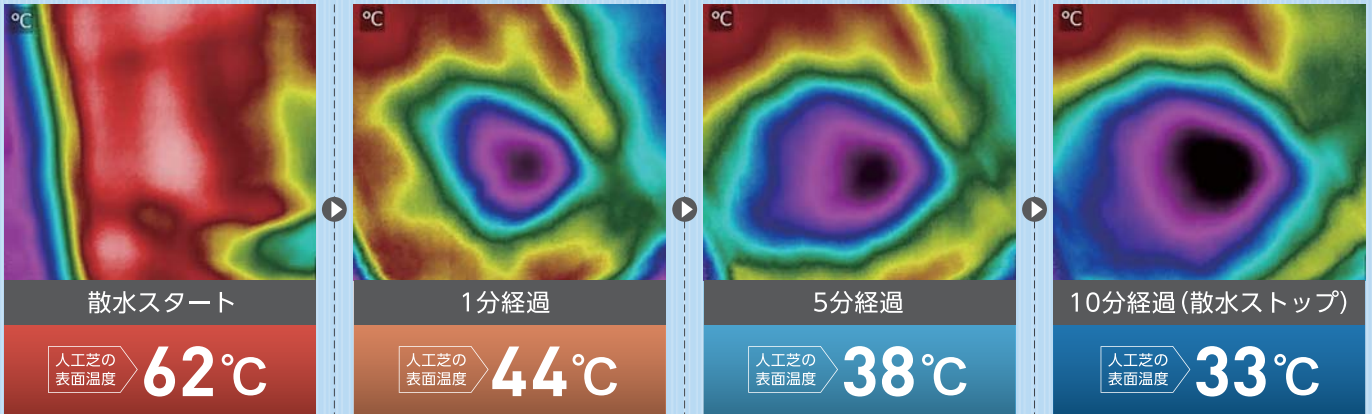 ℃
℃
℃
℃
散水スタート
1分経過
5分経過
10分経過(散水ストップ)
人工芝の
表面温度
62℃
人工芝の
表面温度
44℃
人工芝の
表面温度
38℃
人工芝の
表面温度
33℃